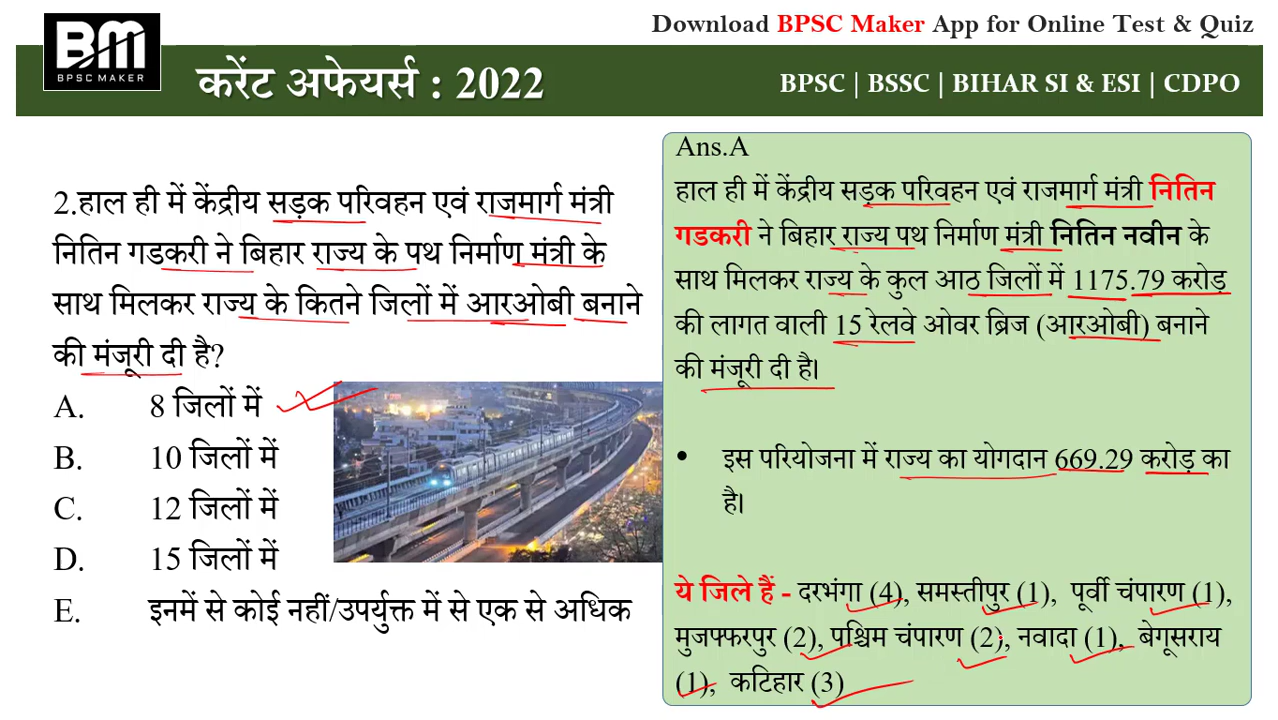 Download BPSC Maker App for Online Test & Quiz
BM
BPSC MAKER
करेंट अफेयर्स : 2022
BPSC | BSSC | BIHAR SI & ESI | CDPO
2.हाल ही में केंद्रीय सड़क परिवहन एवं राजमार्ग मंत्री
नितिन गडकरी ने बिहार राज्य के पथ निर्माण मंत्री के
साथ मिलकर राज्य के कितने जिलों में आरओबी बनाने
की मंजूरी दी है?
A. 8 जिलों में
B. 10 जिलों में
C. 12 जिलों में
D. 15 जिलों में
E. इनमें से कोई नहीं/उपर्युक्त में से एक से अधिक
Ans.A
हाल ही में केंद्रीय सड़क परिवहन एवं राजमार्ग मंत्री नितिन
गडकरी ने बिहार राज्य पथ निर्माण मंत्री नितिन नवीन के
साथ मिलकर राज्य के कुल आठ जिलों में 1175.79 करोड़
की लागत वाली 15 रेलवे ओवर ब्रिज (आरओबी) बनाने
की मंजूरी दी है।
• इस परियोजना में राज्य का योगदान 669.29 करोड़ का
है।
ये जिले हैं - दरभंगा (4), समस्तीपुर (1), पूर्वी चंपारण (1),
मुजफ्फरपुर (2), पश्चिम चंपारण (2), नवादा (1), बेगूसराय
(1), कटिहार (3)